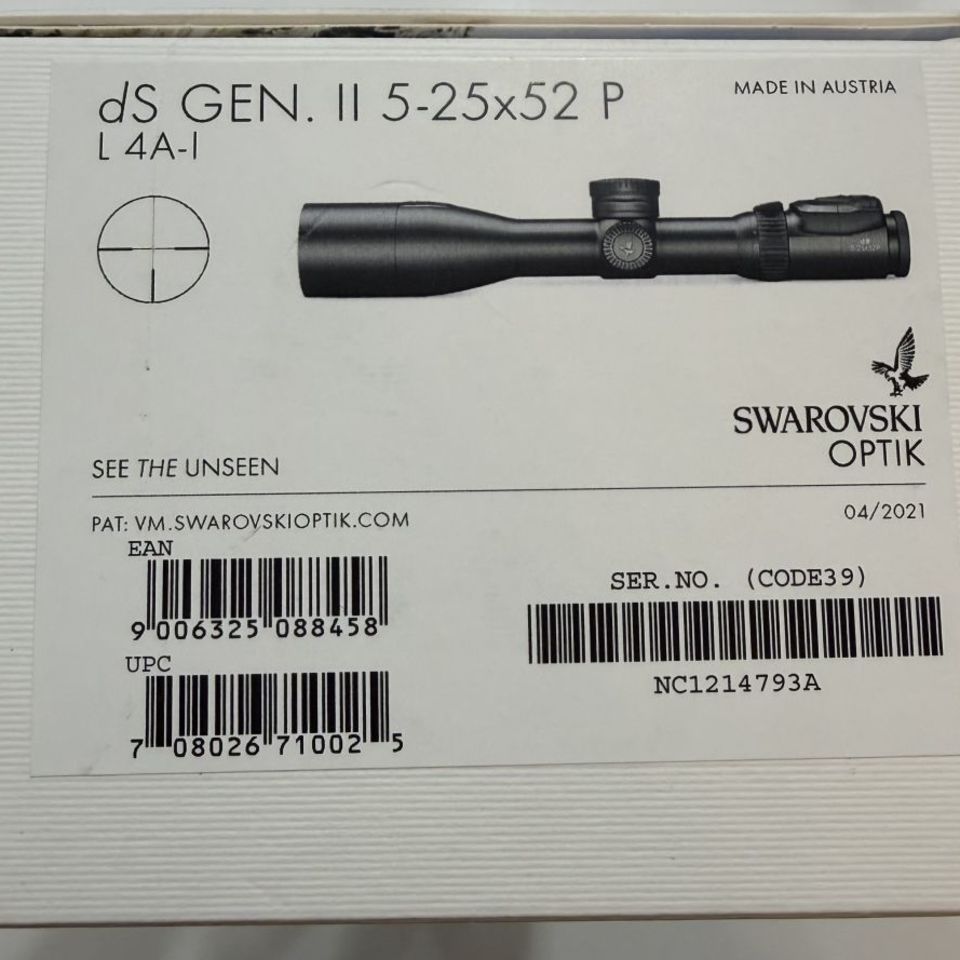 dS GEN. II 5-25x52 P
L 4A-I
MADE IN AUSTRIA
SWAROVSKI
OPTIK
SEE THE UNSEEN
PAT: VM.SWAROVSKIOPTIK.COM
04/2021
EAN
9 006325 088458
SER.NO. (CODE39)
NC1214793A
UPC
7 08026 71002 5